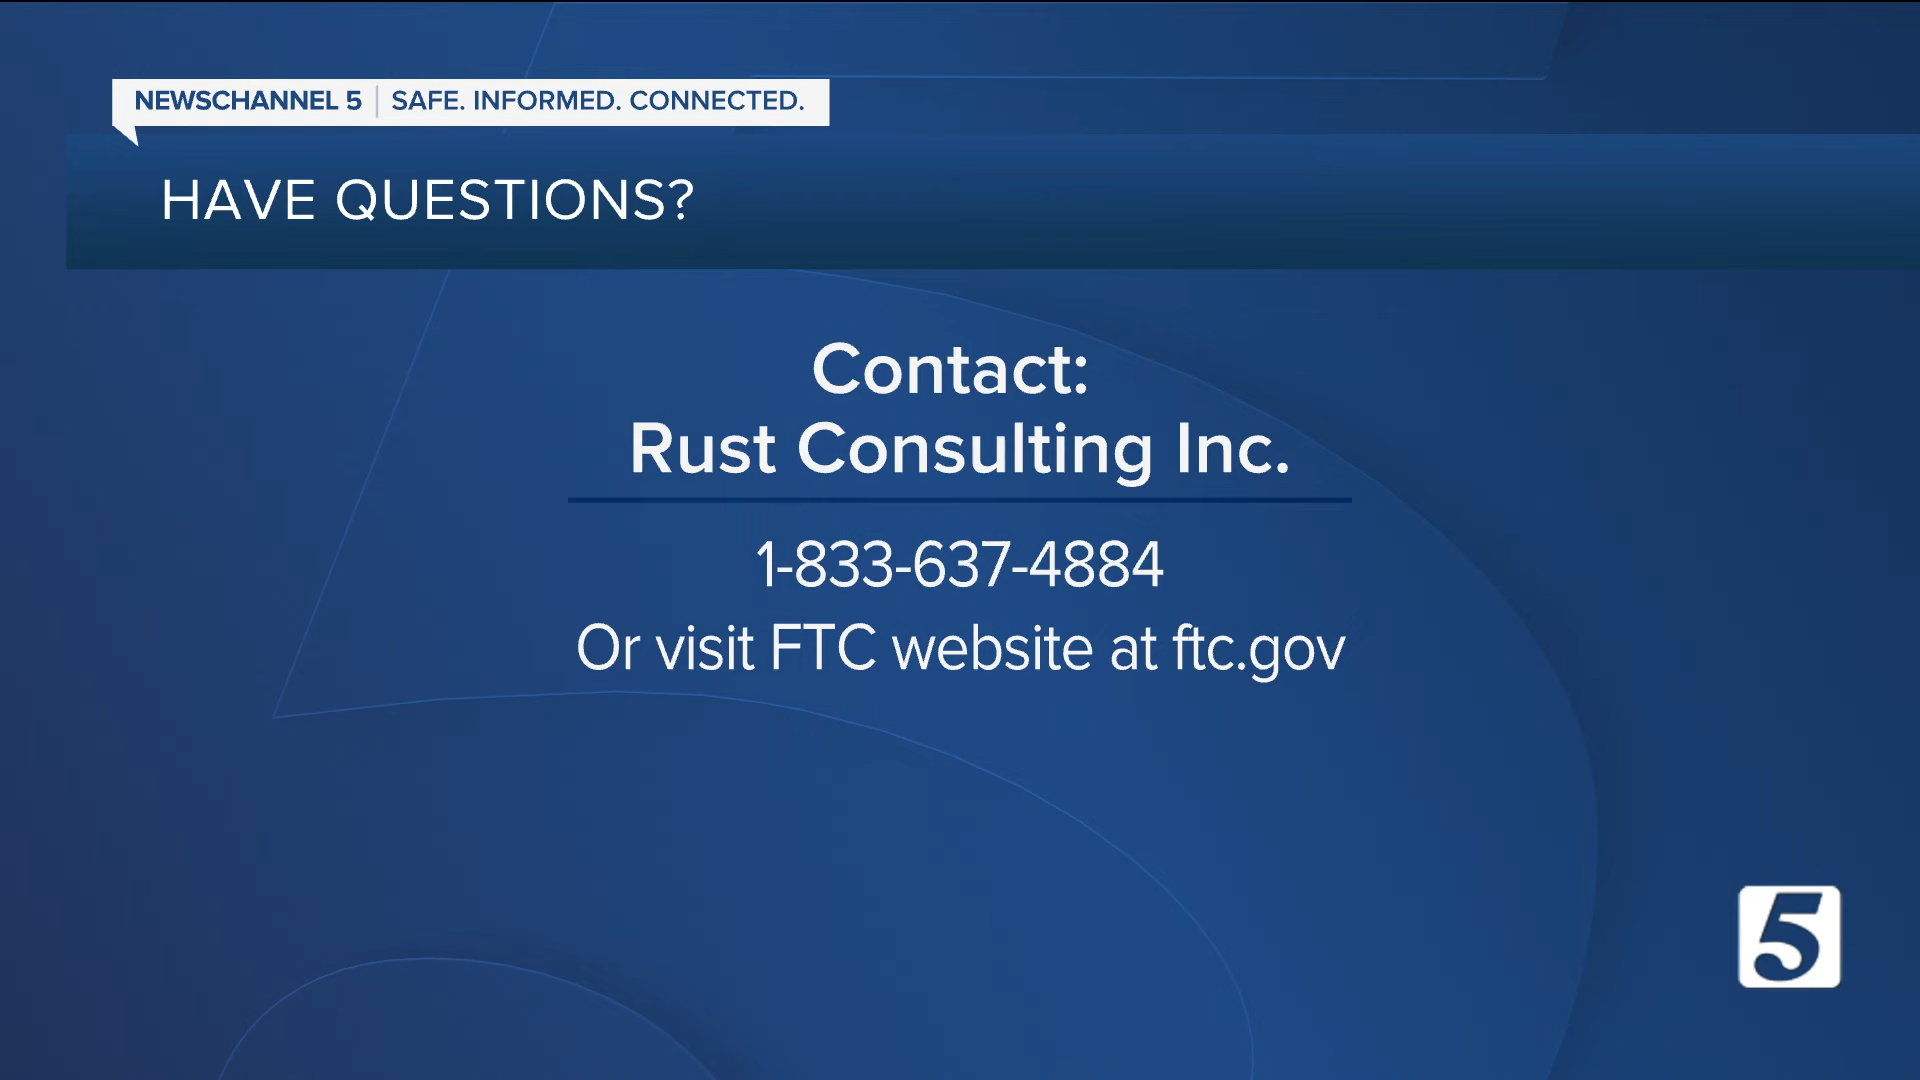 NEWSCHANNEL 5 | SAFE. INFORMED. CONNECTED.
HAVE QUESTIONS?
Contact:
Rust Consulting Inc.
1-833-637-4884
Or visit FTC website at ftc.gov
5